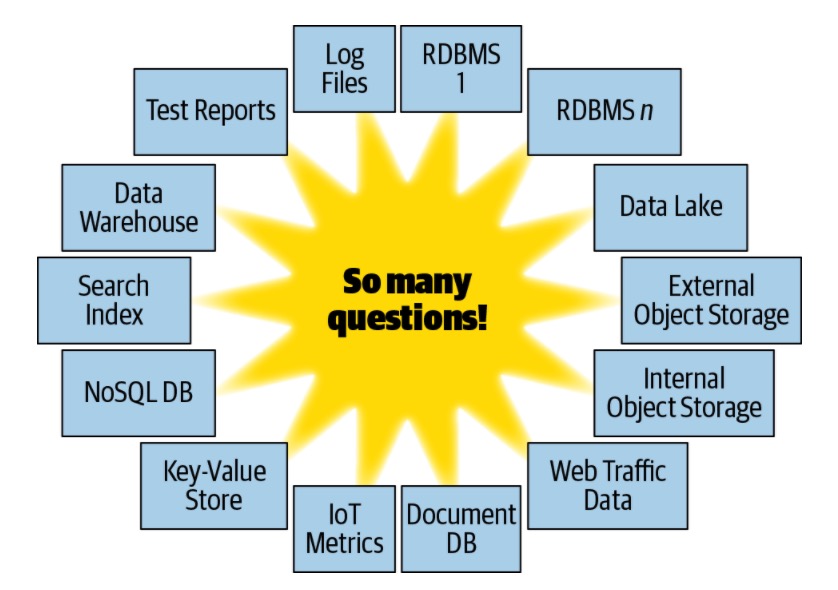 Log
Files
RDBMS
1
RDBMS n
Test Reports
Data
Warehouse
Data Lake
Search
Index
So many
questions!
External
Object Storage
NoSQL DB
Internal
Object Storage
Key-Value
Store
Web Traffic
Data
IoT
Metrics
Document
DB